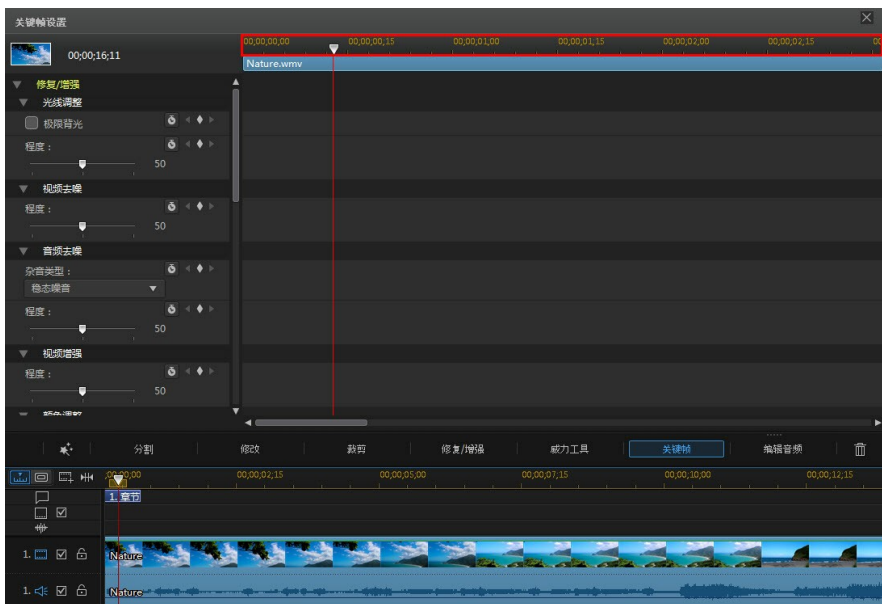 关键帧设置
00;00;16;11
00;00;00;00 00;00;00;15 00;00;01;00 00;00;01;15 00;00;02;00 00;00;02;15 00
Nature.wmv
修复/增强
光线调整
极限背光
程度：
50
视频去噪
程度：
50
音频去噪
杂音类型：
稳态噪音
程度：
50
视频增强
程度：
50
颜色调整
分割 修改 裁剪 修复/增强 威力工具 关键帧 编辑音频
;00;00;00 00;00;02;15 00;00;05;00 00;00;07;15 00;00;10;00 00;00;12;15
1. 章节
1. Nature
1. Nature